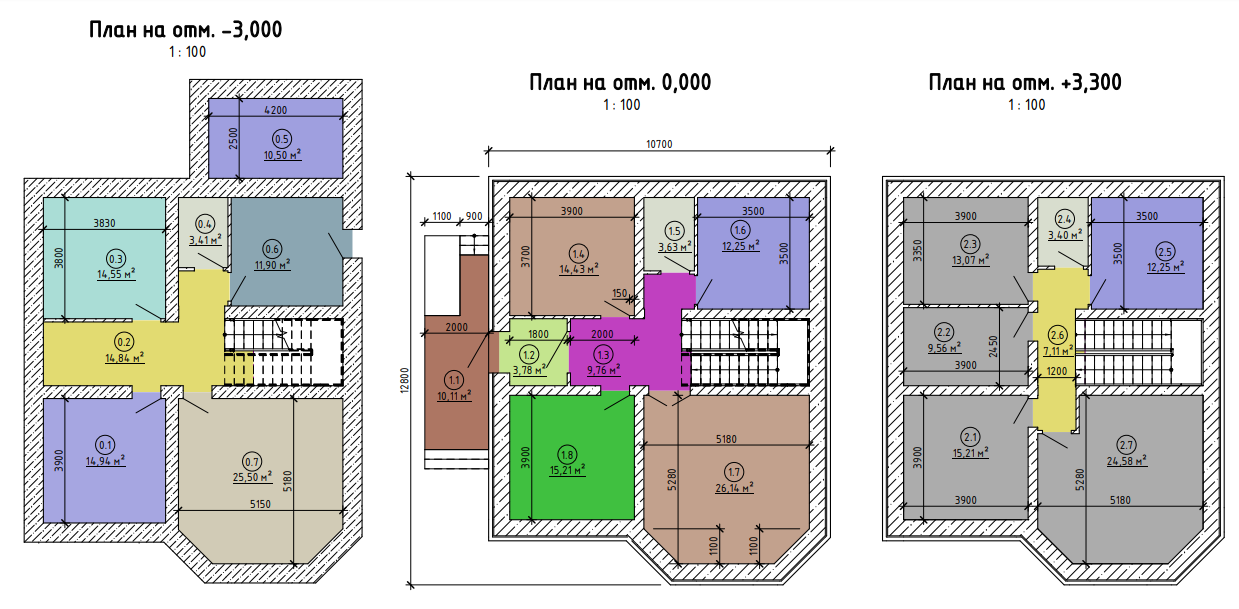 План на отм. -3,000
1 : 100
4200
2500
0.5
10,50 м²
3830
3800
0.3
14,55 м²
0.4
3,41 м²
0.6
11,90 м²
0.2
14,84 м²
0.1
14,94 м²
3900
0.7
25,50 м²
5180
5150
План на отм. 0,000
1 : 100
10700
12800
1100
900
3900
3700
1.4
14,43 м²
150
1.5
3,63 м²
3500
1.6
12,25 м²
3500
2000
1800
1.2
3,78 м²
2000
1.3
9,76 м²
1.1
10,11 м²
3900
1.8
15,21 м²
5180
5280
1.7
26,14 м²
1100
1100
План на отм. +3,300
1 : 100
3900
3350
2.3
13,07 м²
2.4
3,40 м²
3500
3500
2.5
12,25 м²
2.2
9,56 м²
2450
3900
2.6
7,11 м²
1200
2.1
15,21 м²
3900
3900
2.7
24,58 м²
5280
5180